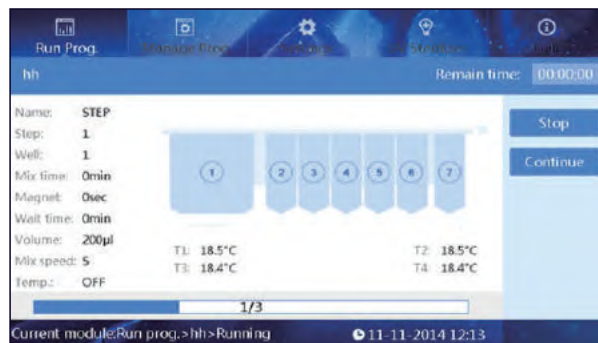 Run Prog.
hh
Remain time: 00:00:00
Name: STEP
Step: 1
Well: 1
Mix time: 0min
Magnet: 0sec
Wait time: 0min
Volume: 200µl
Mix speed: 5
Temp.: OFF
1 2 3 4 5 6 7
T1: 18.5°C T2: 18.5°C
T3: 18.4°C T4: 18.4°C
Stop
Continue
1/3
Current module:Run prog.>hh>Running 11-11-2014 12:13